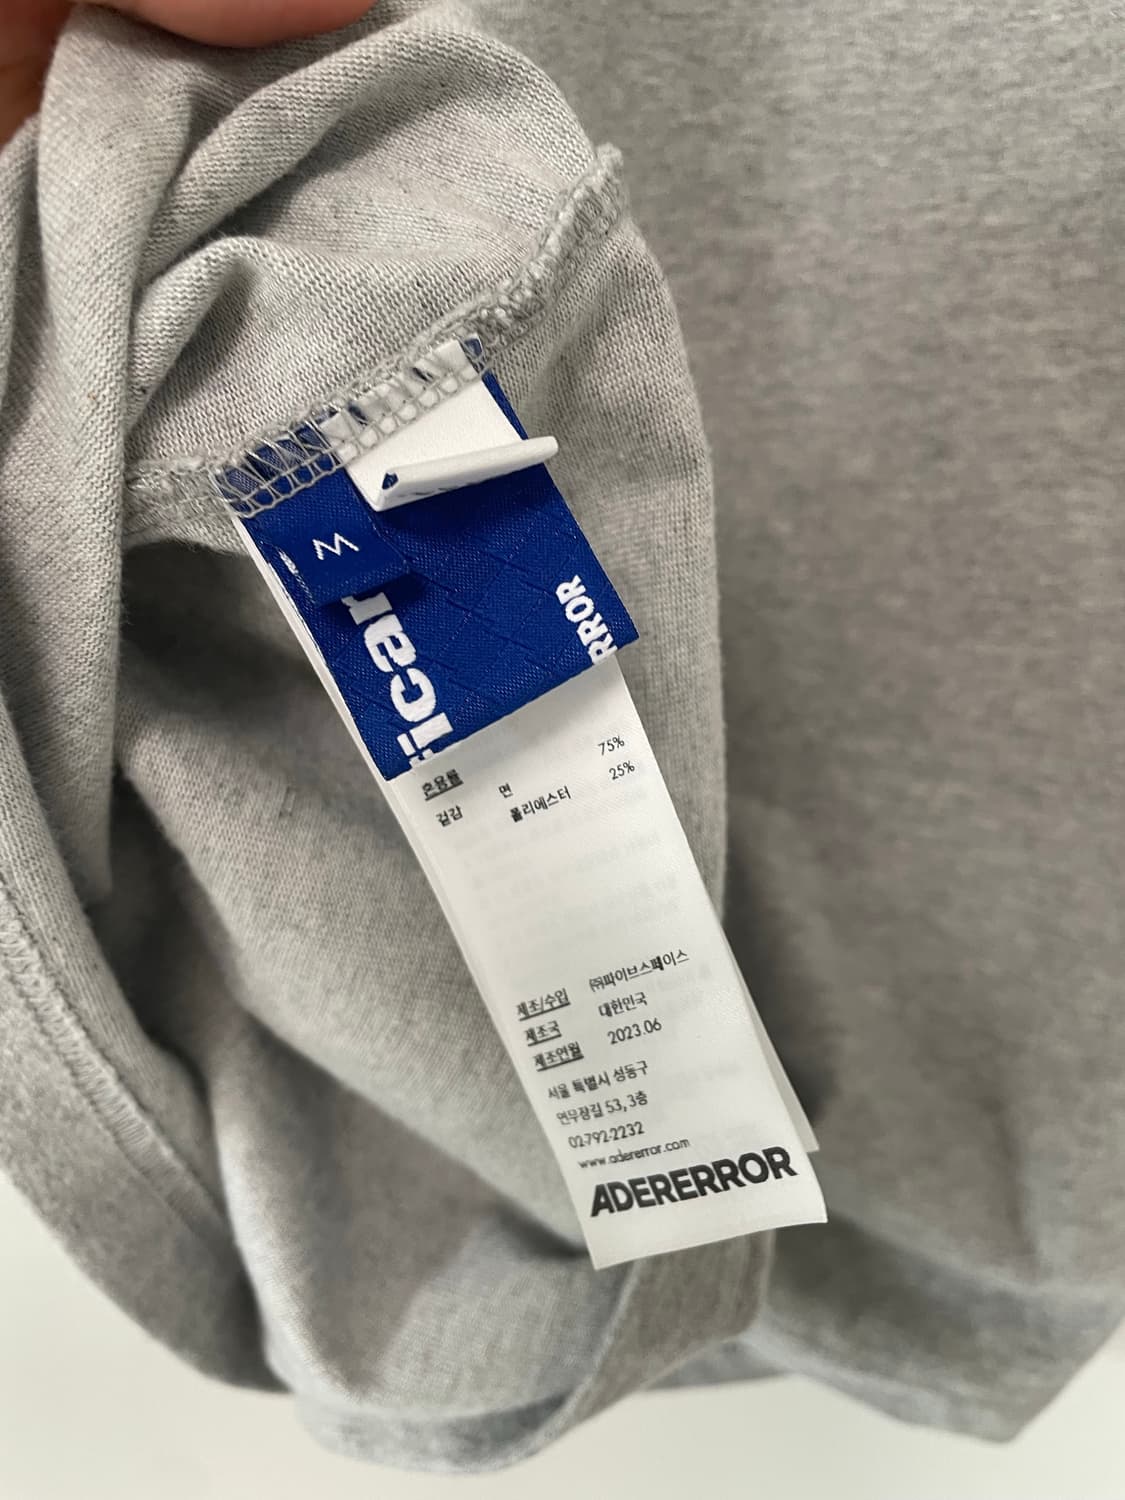 M
ficar
RROR
혼용률
겉감 면 75%
폴리에스터 25%
제조/수입 ㈜파이브스페이스
제조국 대한민국
제조연월 2023.06
서울 특별시 성동구
연무장길 53, 3층
02-792-2232
www.adererror.com
ADERERROR